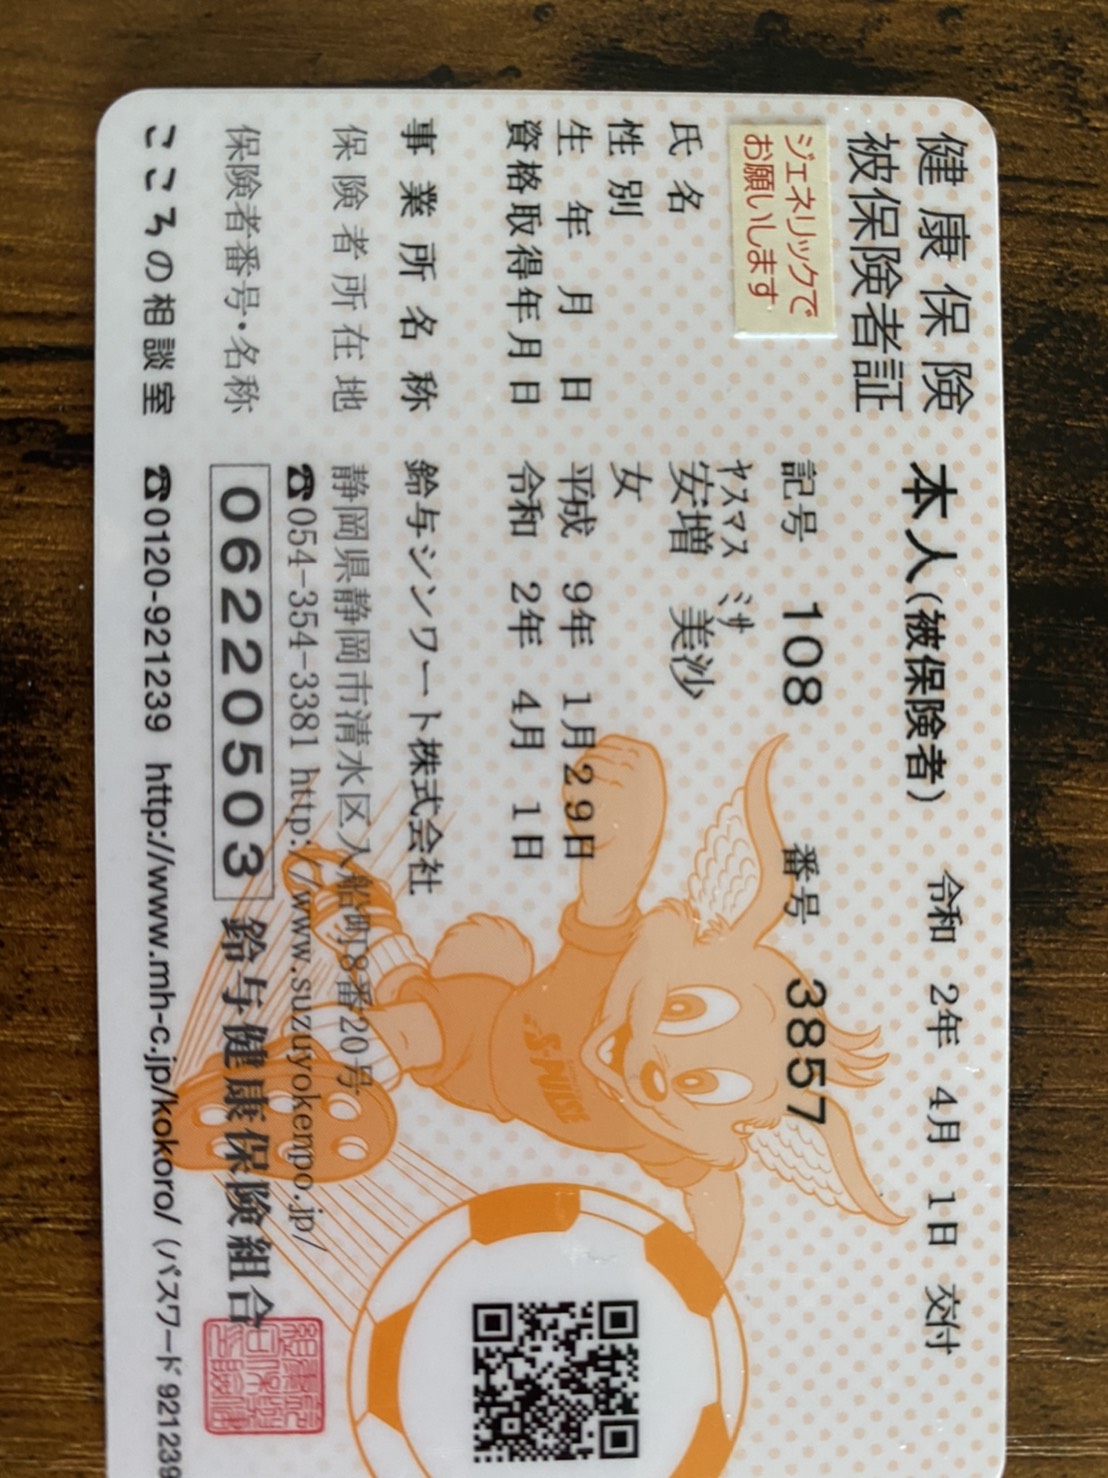 健康保険
被保険者証
本人(被保険者) 令和 2年 4月 1日 交付
ジェネリックで
お願いします
記号 108 番号 3857
ヤスマス ミサ
氏名 安増 美沙
性別 女
生年月日 平成 9年 1月29日
資格取得年月日 令和 2年 4月 1日
事業所名称 鈴与シンワート株式会社
保険者所在地 静岡県静岡市清水区入船町8番20号
☎054-354-3381 http://www.suzuyokenpo.jp/
保険者番号・名称 06220503 鈴与健康保険組合
こころの相談室 ☎0120-921239 http://www.mh-c.jp/kokoro/ (パスワード 921239
S-PULSE